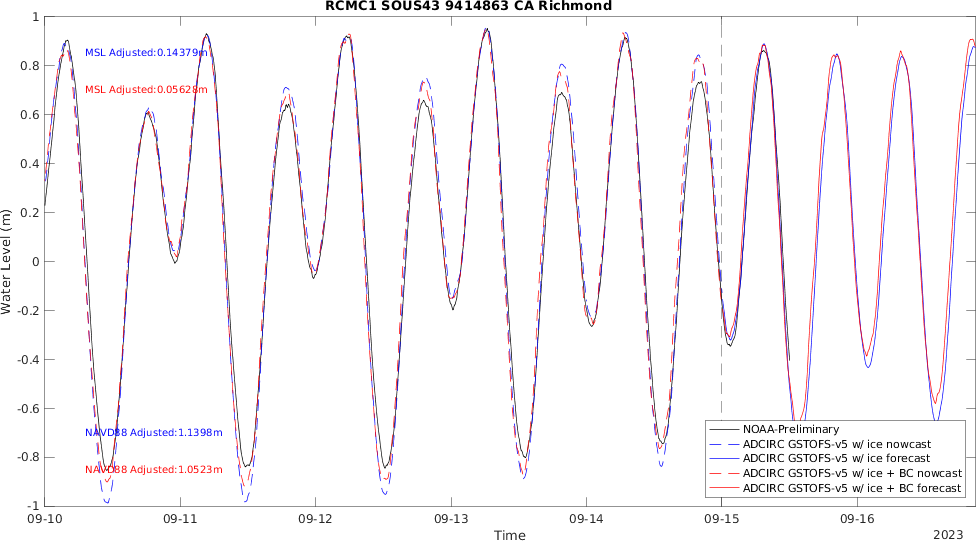 RCMC1 SOUS43 9414863 CA Richmond
MSL Adjusted:0.14379m
MSL Adjusted:0.05628m
NAVD88 Adjusted:1.1398m
NAVD88 Adjusted:1.0523m
Water Level (m)
1
0.8
0.6
0.4
0.2
0
-0.2
-0.4
-0.6
-0.8
-1
NOAA-Preliminary
ADCIRC GSTOFS-v5 w/ ice nowcast
ADCIRC GSTOFS-v5 w/ ice forecast
ADCIRC GSTOFS-v5 w/ ice + BC nowcast
ADCIRC GSTOFS-v5 w/ ice + BC forecast
09-10 09-11 09-12 09-13 09-14 09-15 09-16
Time
2023